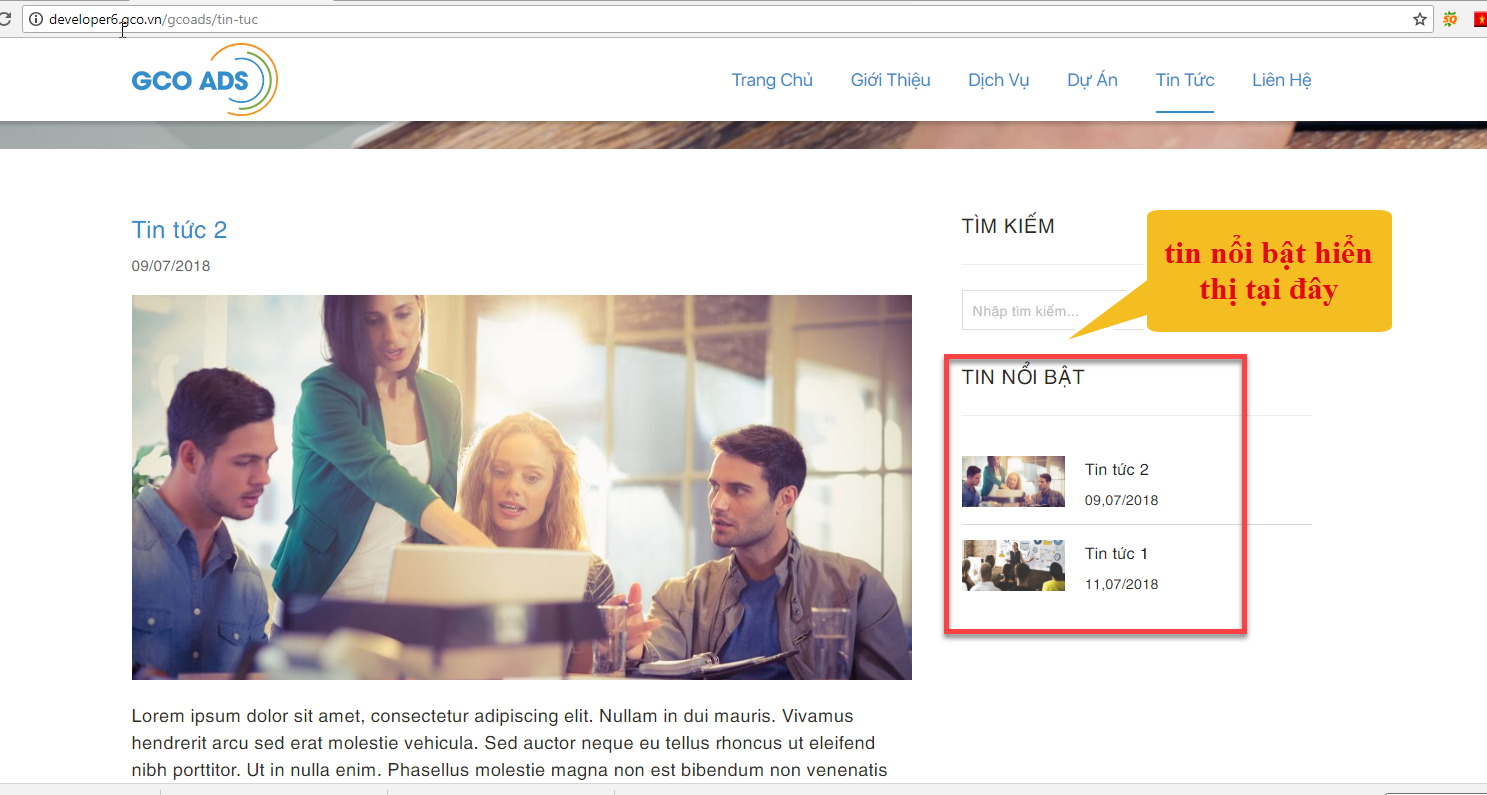 developer6.gco.vn/gcoads/tin-tuc
GCO ADS
Trang Chủ
Giới Thiệu
Dịch Vụ
Dự Án
Tin Tức
Liên Hệ
Tin tức 2
09/07/2018
Lorem ipsum dolor sit amet, consectetur adipiscing elit. Nullam in dui mauris. Vivamus
hendrerit arcu sed erat molestie vehicula. Sed auctor neque eu tellus rhoncus ut eleifend
nibh porttitor. Ut in nulla enim. Phasellus molestie magna non est bibendum non venenatis
TÌM KIẾM
Nhập tìm kiếm...
tin nổi bật hiển
thị tại đây
TIN NỔI BẬT
Tin tức 2
09,07/2018
Tin tức 1
11,07/2018